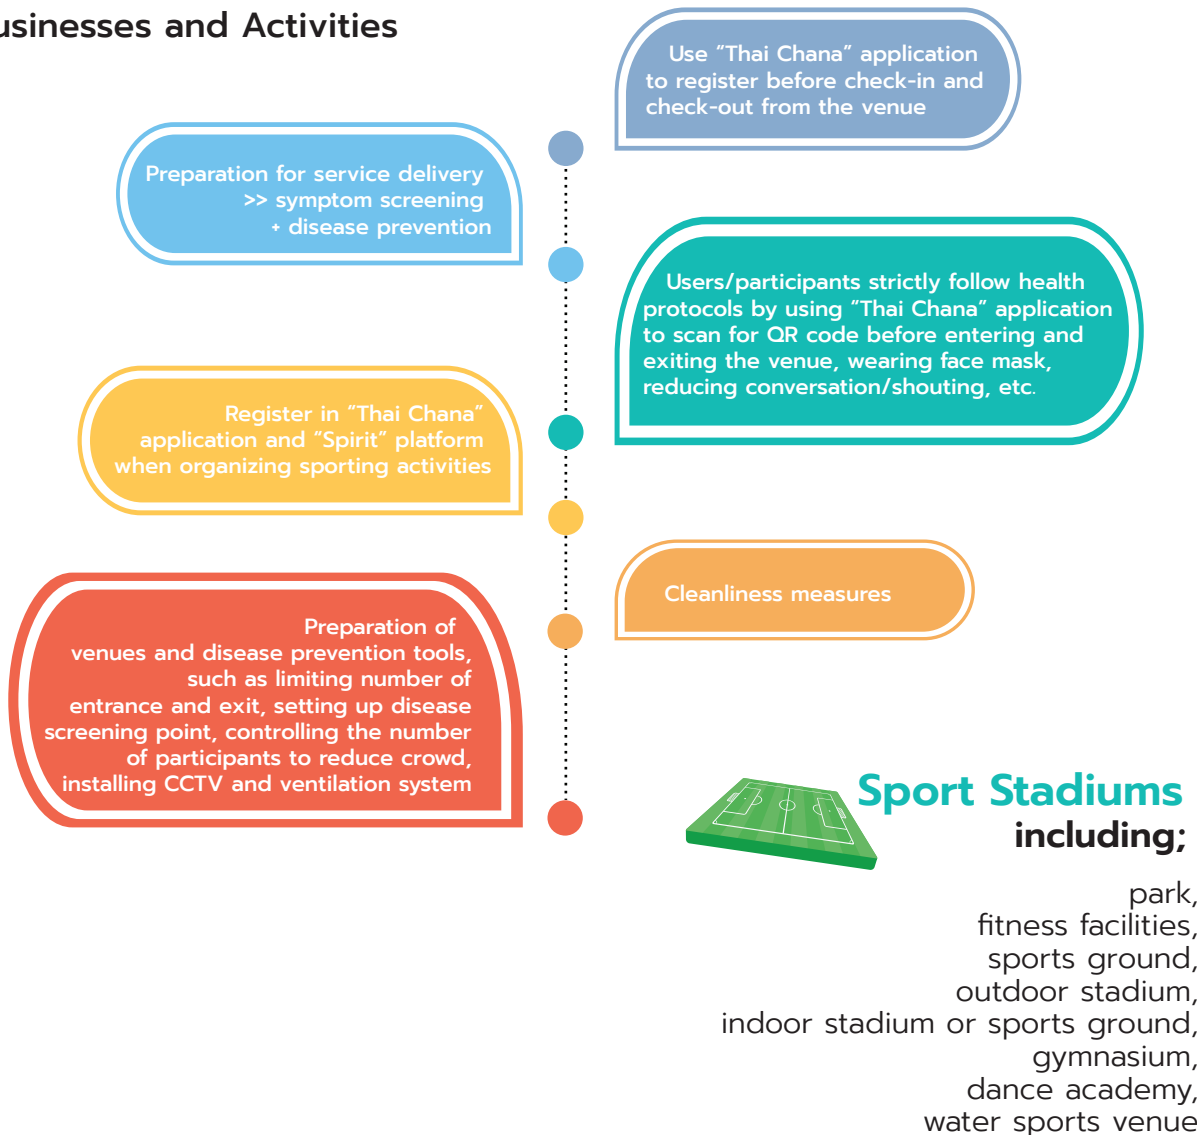 usinesses and Activities
Use "Thai Chana" application
to register before check-in and
check-out from the venue
Preparation for service delivery
>> symptom screening
+ disease prevention
Users/participants strictly follow health
protocols by using "Thai Chana" application
to scan for QR code before entering and
exiting the venue, wearing face mask,
reducing conversation/shouting, etc.
Register in "Thai Chana"
application and "Spirit" platform
when organizing sporting activities
Cleanliness measures
Preparation of
venues and disease prevention tools,
such as limiting number of
entrance and exit, setting up disease
screening point, controlling the number
of participants to reduce crowd,
installing CCTV and ventilation system
Sport Stadiums
including;
park,
fitness facilities,
sports ground,
outdoor stadium,
indoor stadium or sports ground,
gymnasium,
dance academy,
water sports venue